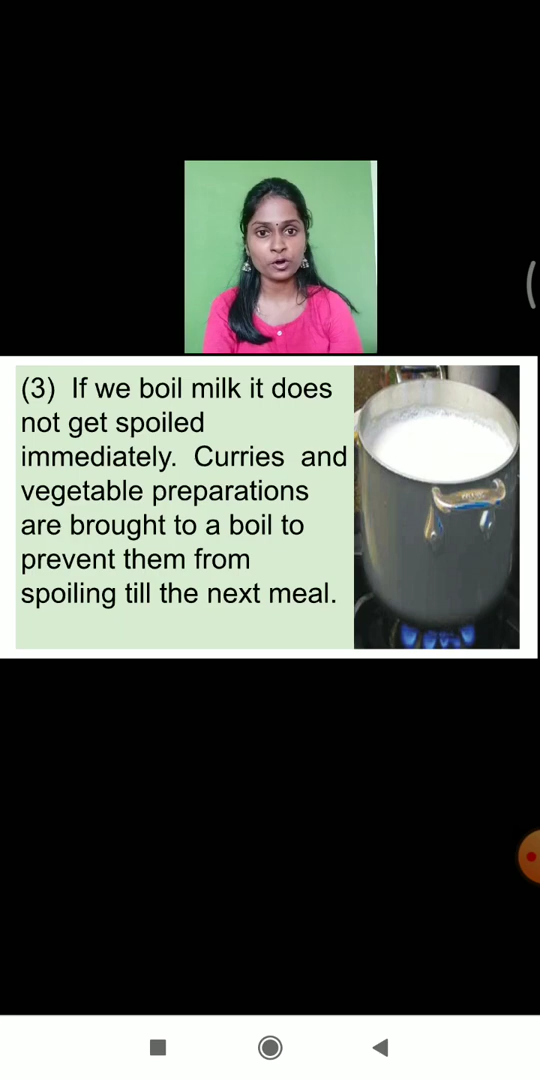 (3) If we boil milk it does
not get spoiled
immediately. Curries and
vegetable preparations
are brought to a boil to
prevent them from
spoiling till the next meal.